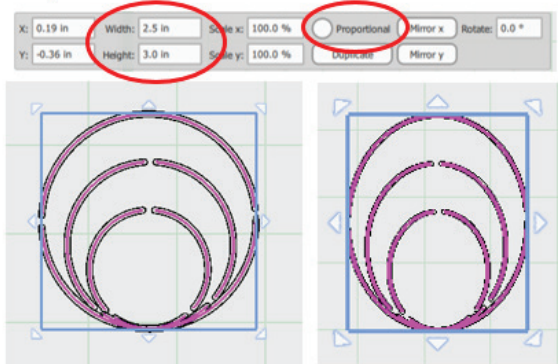 X: 0.19 in Width: 2.5 in Scale x: 100.0 % Proportional Mirror x Rotate: 0.0 °
Y: -0.36 in Height: 3.0 in Scale y: 100.0 % Duplicate Mirror y